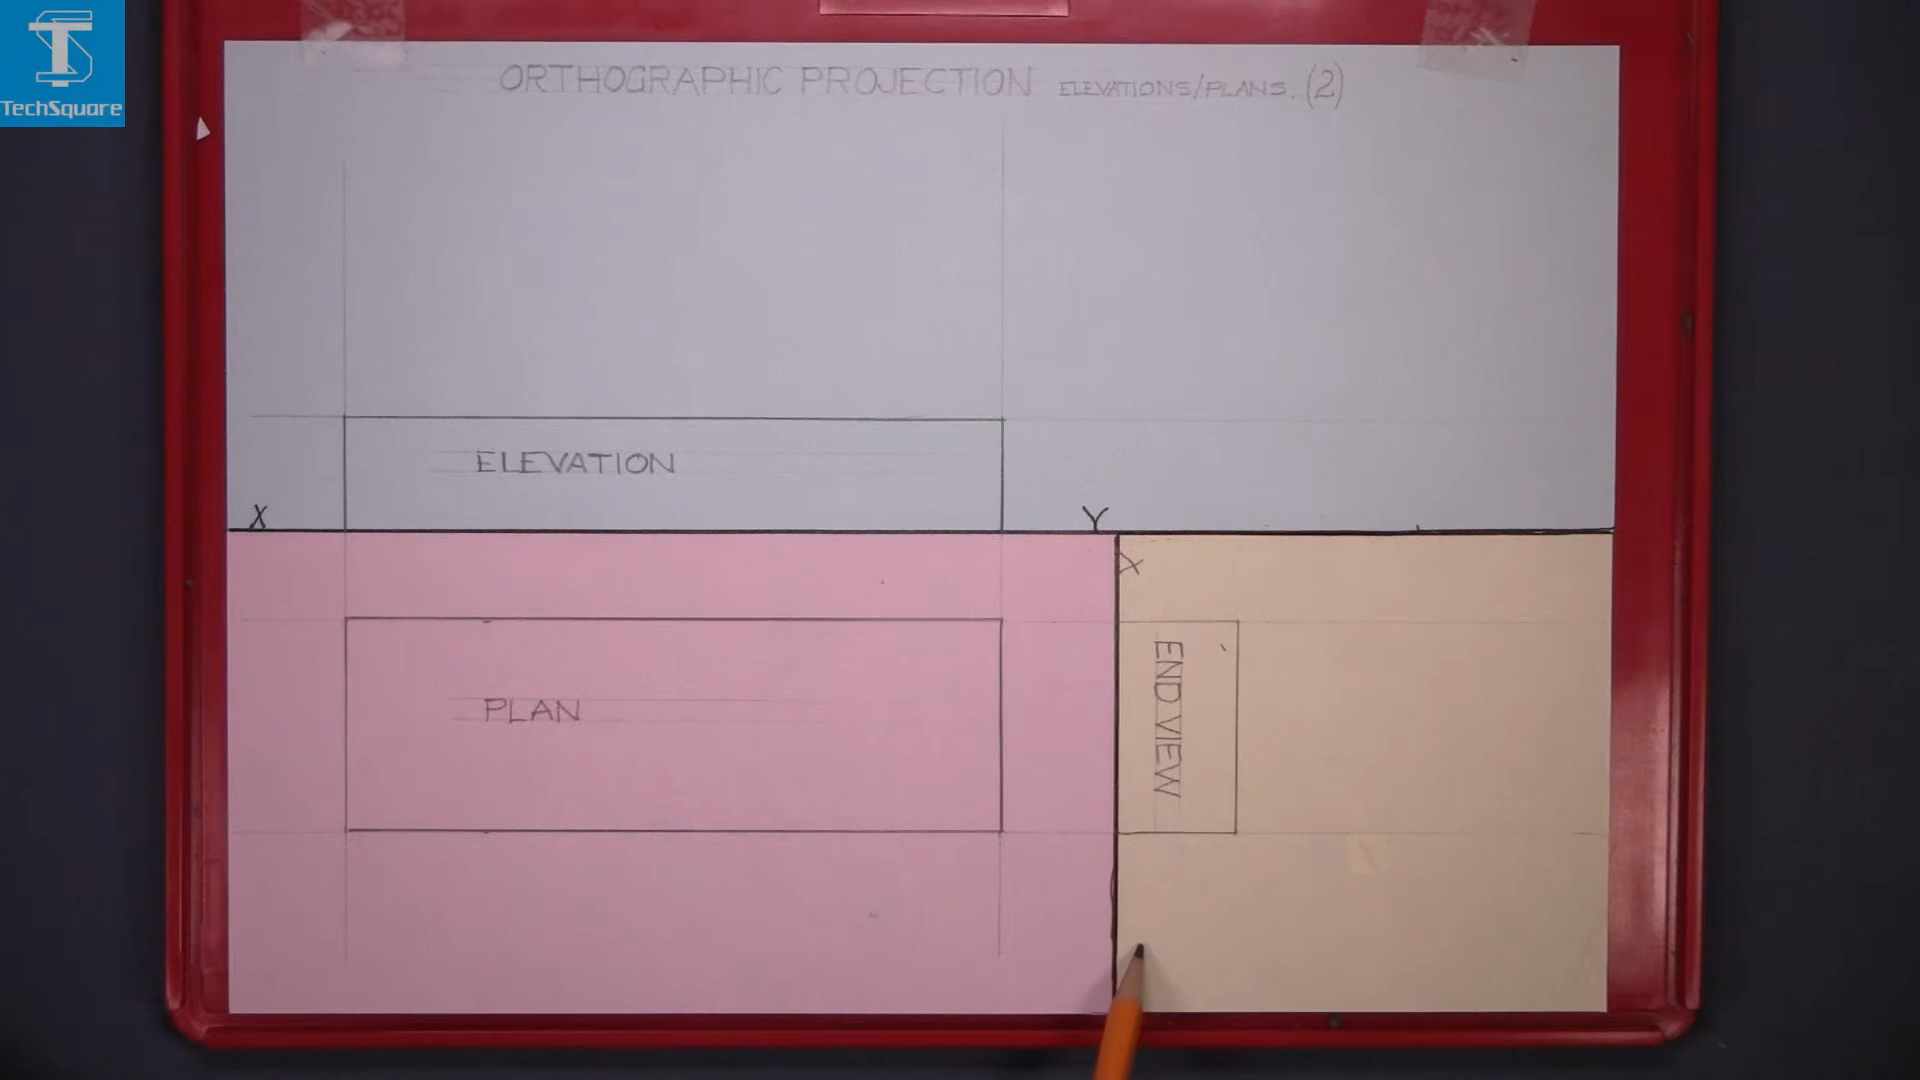 TechSquare
ORTHOGRAPHIC PROJECTION ELEVATIONS/PLANS. (2)
ELEVATION
X
Y
X
PLAN
END VIEW